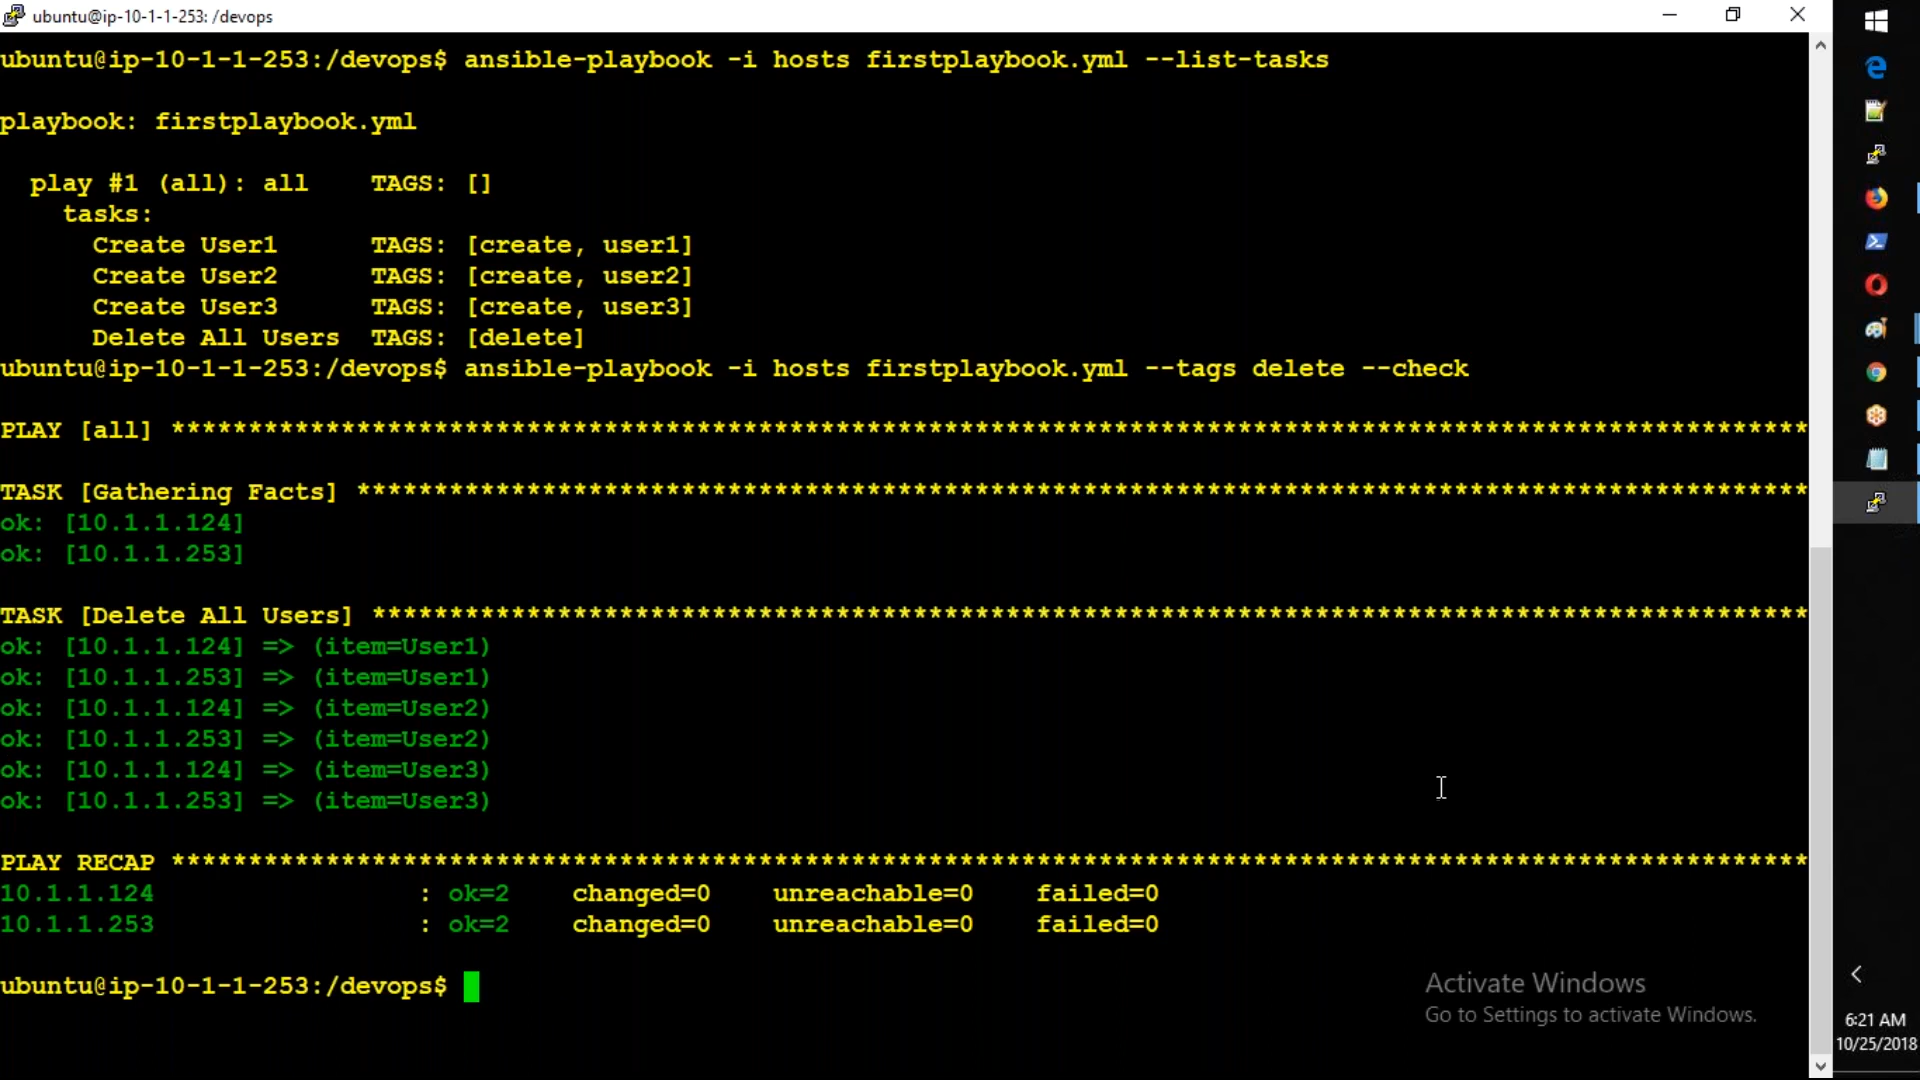 ubuntu@ip-10-1-1-253: /devops
ubuntu@ip-10-1-1-253:/devops$ ansible-playbook -i hosts firstplaybook.yml --list-tasks
playbook: firstplaybook.yml
play #1 (all): all TAGS: []
tasks:
Create User1 TAGS: [create, user1]
Create User2 TAGS: [create, user2]
Create User3 TAGS: [create, user3]
Delete All Users TAGS: [delete]
ubuntu@ip-10-1-1-253:/devops$ ansible-playbook -i hosts firstplaybook.yml --tags delete --check
PLAY [all] **********************************************************************************************************
TASK [Gathering Facts] **********************************************************************************************
ok: [10.1.1.124]
ok: [10.1.1.253]
TASK [Delete All Users] *********************************************************************************************
ok: [10.1.1.124] => (item=User1)
ok: [10.1.1.253] => (item=User1)
ok: [10.1.1.124] => (item=User2)
ok: [10.1.1.253] => (item=User2)
ok: [10.1.1.124] => (item=User3)
ok: [10.1.1.253] => (item=User3)
PLAY RECAP **********************************************************************************************************
10.1.1.124 : ok=2 changed=0 unreachable=0 failed=0
10.1.1.253 : ok=2 changed=0 unreachable=0 failed=0
ubuntu@ip-10-1-1-253:/devops$
Activate Windows
Go to Settings to activate Windows.
6:21 AM
10/25/2018